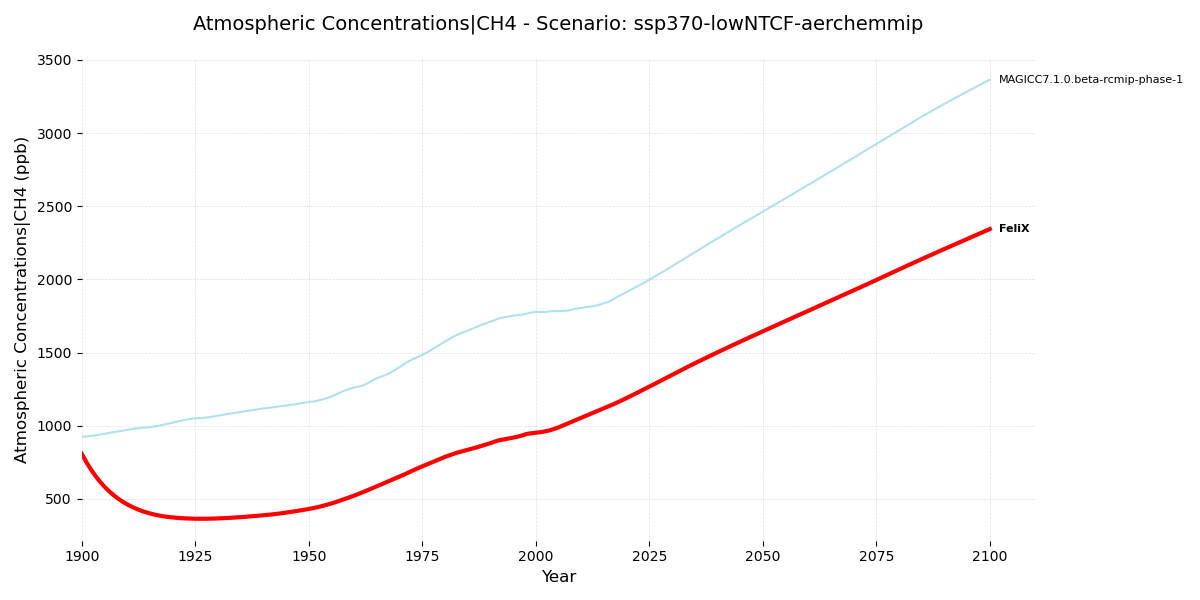 Atmospheric Concentrations|CH4 - Scenario: ssp370-lowNTCF-aerchemmip
Atmospheric Concentrations|CH4 (ppb)
3500
3000
2500
2000
1500
1000
500
MAGICC7.1.0.beta-rcmip-phase-1
FeliX
1900 1925 1950 1975 2000 2025 2050 2075 2100
Year